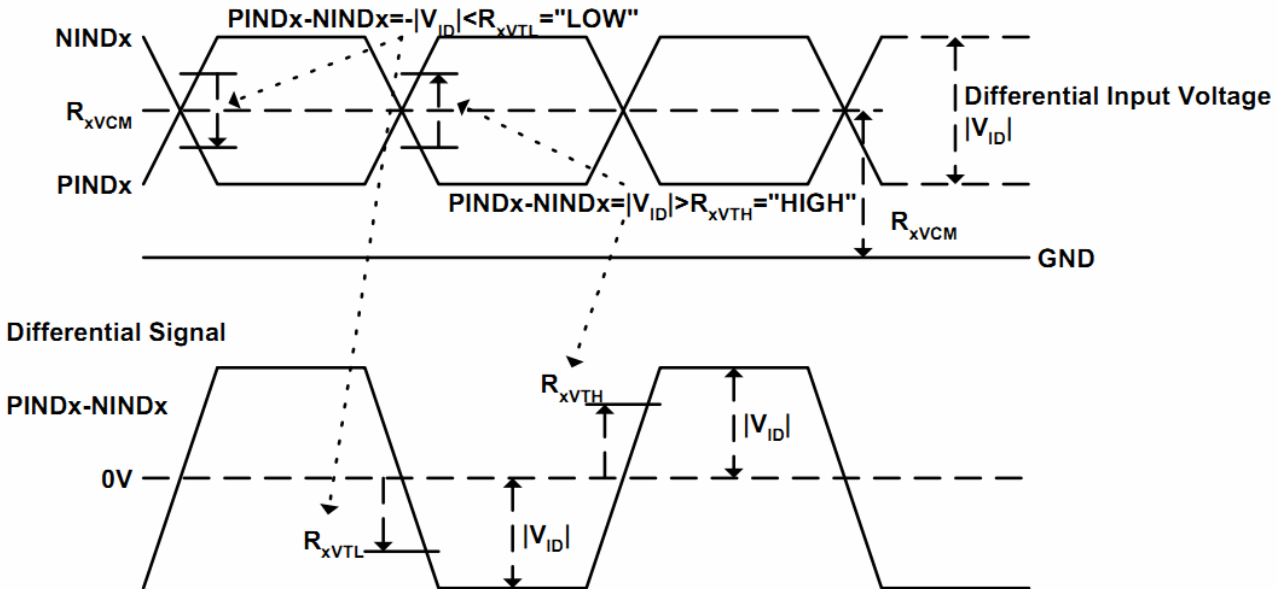 PINDx-NINDx=-|VID|<RxVTL="LOW"
NINDx
Differential Input Voltage
|VID|
RxVCM
PINDx
PINDx-NINDx=|VID|>RxVTH="HIGH"
RxVCM
GND
Differential Signal
RxVTH
PINDx-NINDx
|VID|
0V
RxVTL
|VID|